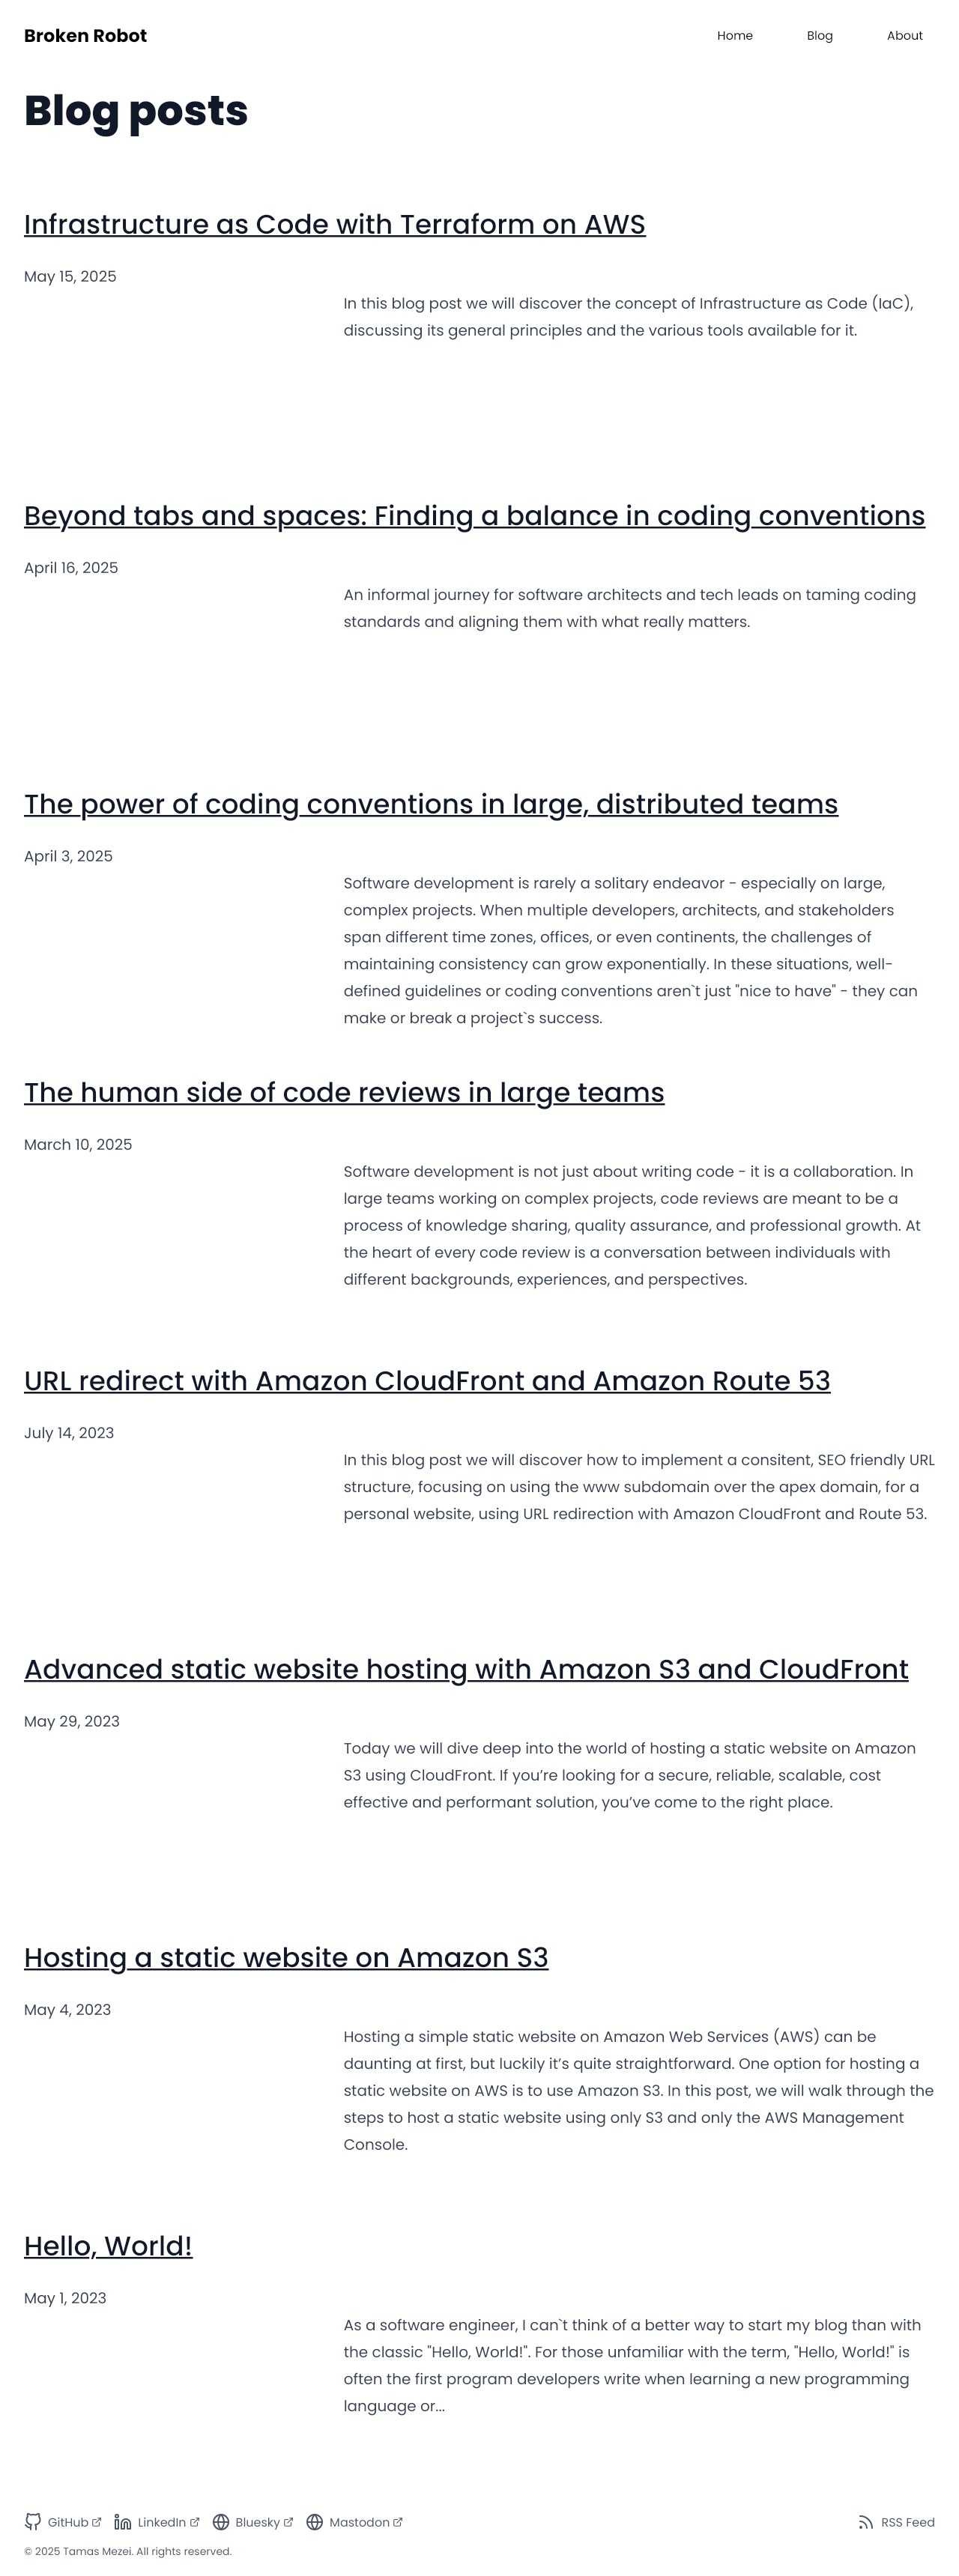 Broken Robot
Home Blog About
Blog posts
Infrastructure as Code with Terraform on AWS
May 15, 2025
In this blog post we will discover the concept of Infrastructure as Code (IaC),
discussing its general principles and the various tools available for it.
Beyond tabs and spaces: Finding a balance in coding conventions
April 16, 2025
An informal journey for software architects and tech leads on taming coding
standards and aligning them with what really matters.
The power of coding conventions in large, distributed teams
April 3, 2025
Software development is rarely a solitary endeavor - especially on large,
complex projects. When multiple developers, architects, and stakeholders
span different time zones, offices, or even continents, the challenges of
maintaining consistency can grow exponentially. In these situations, well-
defined guidelines or coding conventions aren`t just "nice to have" - they can
make or break a project`s success.
The human side of code reviews in large teams
March 10, 2025
Software development is not just about writing code - it is a collaboration. In
large teams working on complex projects, code reviews are meant to be a
process of knowledge sharing, quality assurance, and professional growth. At
the heart of every code review is a conversation between individuals with
different backgrounds, experiences, and perspectives.
URL redirect with Amazon CloudFront and Amazon Route 53
July 14, 2023
In this blog post we will discover how to implement a consitent, SEO friendly URL
structure, focusing on using the www subdomain over the apex domain, for a
personal website, using URL redirection with Amazon CloudFront and Route 53.
Advanced static website hosting with Amazon S3 and CloudFront
May 29, 2023
Today we will dive deep into the world of hosting a static website on Amazon
S3 using CloudFront. If you’re looking for a secure, reliable, scalable, cost
effective and performant solution, you’ve come to the right place.
Hosting a static website on Amazon S3
May 4, 2023
Hosting a simple static website on Amazon Web Services (AWS) can be
daunting at first, but luckily it’s quite straightforward. One option for hosting a
static website on AWS is to use Amazon S3. In this post, we will walk through the
steps to host a static website using only S3 and only the AWS Management
Console.
Hello, World!
May 1, 2023
As a software engineer, I can`t think of a better way to start my blog than with
the classic "Hello, World!". For those unfamiliar with the term, "Hello, World!" is
often the first program developers write when learning a new programming
language or...
GitHub LinkedIn Bluesky Mastodon RSS Feed
© 2025 Tamas Mezei. All rights reserved.